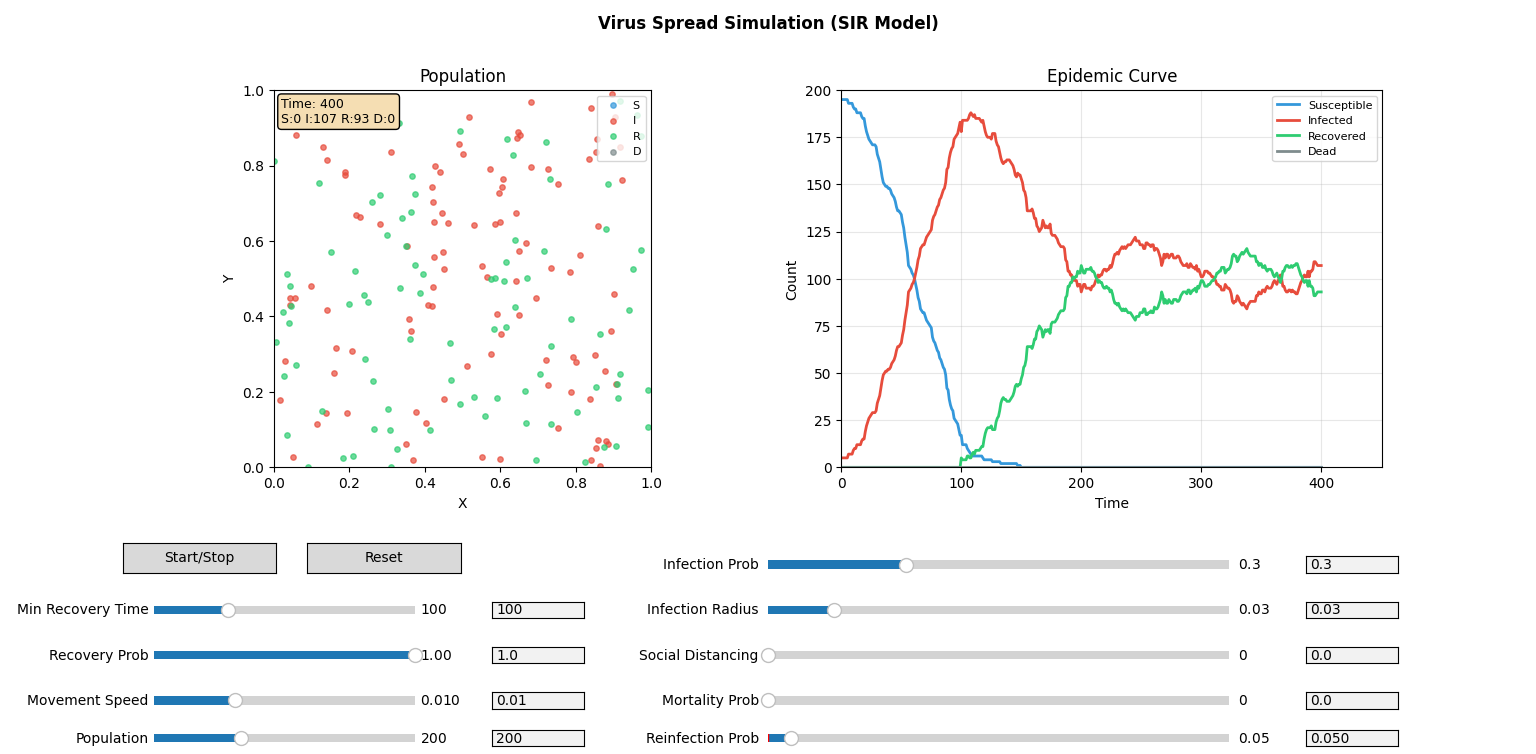 Virus Spread Simulation (SIR Model)
Population
Time: 400
S:0 I:107 R:93 D:0
S
I
R
D
1.0
0.8
0.6
0.4
0.2
0.0
Y
0.0 0.2 0.4 0.6 0.8 1.0
X
Epidemic Curve
Susceptible
Infected
Recovered
Dead
200
175
150
125
100
75
50
25
0
Count
0 100 200 300 400
Time
Start/Stop Reset
Min Recovery Time 100 100
Recovery Prob 1.00 1.0
Movement Speed 0.010 0.01
Population 200 200
Infection Prob 0.3 0.3
Infection Radius 0.03 0.03
Social Distancing 0 0.0
Mortality Prob 0 0.0
Reinfection Prob 0.05 0.050